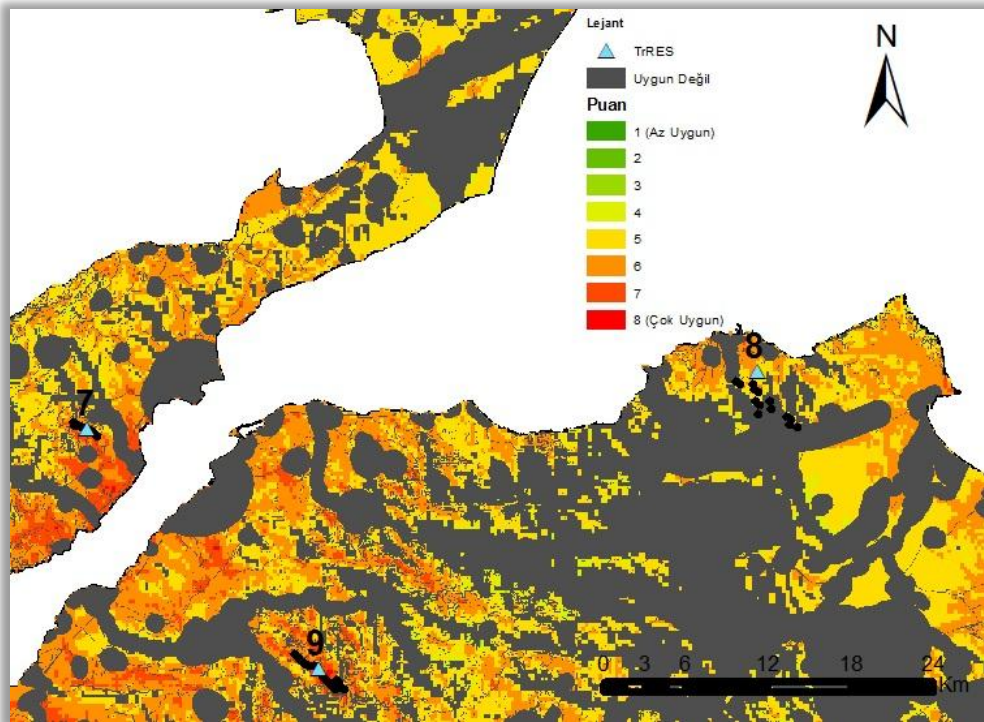 Lejant
N
TrRES
Uygun Değil
Puan
1 (Az Uygun)
2
3
4
5
6
7
8 (Çok Uygun)
8
7
9
0 3 6 12 18 24
Km